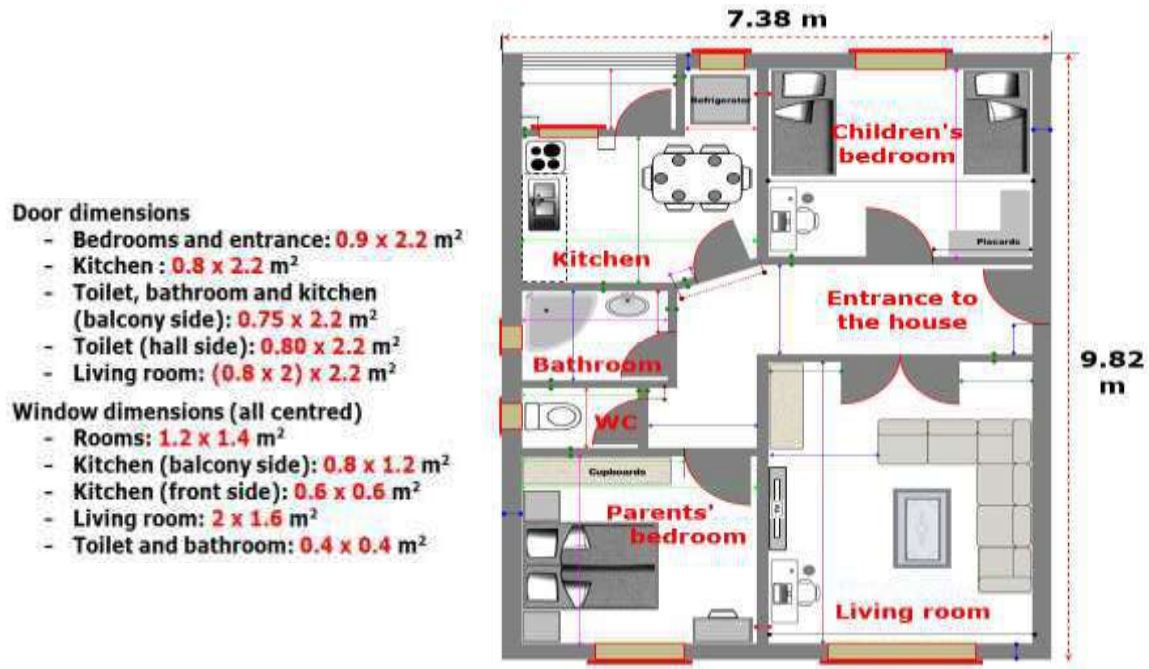 Door dimensions
- Bedrooms and entrance: 0.9 x 2.2 m²
- Kitchen : 0.8 x 2.2 m²
- Toilet, bathroom and kitchen
(balcony side): 0.75 x 2.2 m²
- Toilet (hall side): 0.80 x 2.2 m²
- Living room: (0.8 x 2) x 2.2 m²
Window dimensions (all centred)
- Rooms: 1.2 x 1.4 m²
- Kitchen (balcony side): 0.8 x 1.2 m²
- Kitchen (front side): 0.6 x 0.6 m²
- Living room: 2 x 1.6 m²
- Toilet and bathroom: 0.4 x 0.4 m²
7.38 m
Refrigerator
Children's
bedroom
Kitchen
Placards
Entrance to
the house
Bathroom
9.82
m
WC
Cupboards
Parents'
bedroom
TV
Living room